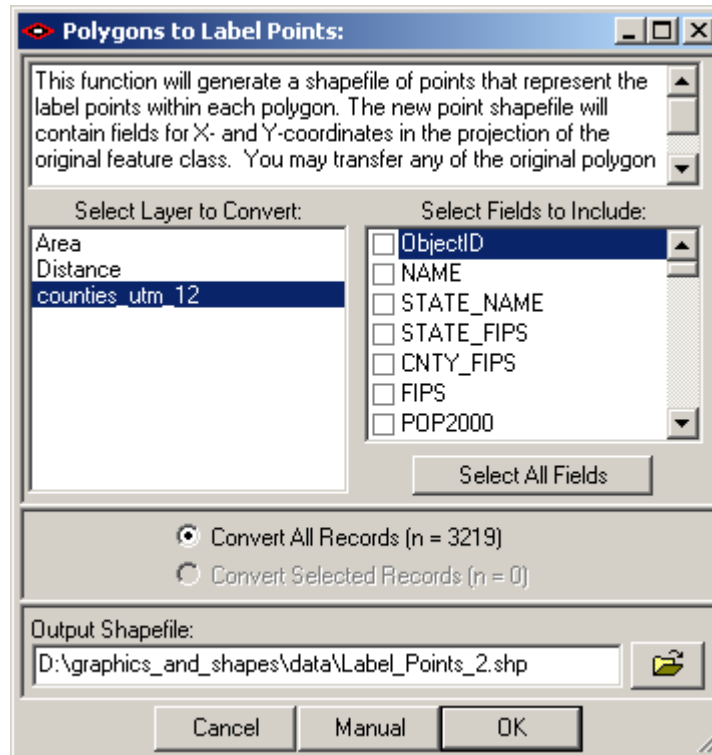 Polygons to Label Points:
This function will generate a shapefile of points that represent the
label points within each polygon. The new point shapefile will
contain fields for X- and Y-coordinates in the projection of the
original feature class.  You may transfer any of the original polygon
Select Layer to Convert:
Area
Distance
counties_utm_12
Select Fields to Include:
ObjectID
NAME
STATE_NAME
STATE_FIPS
CNTY_FIPS
FIPS
POP2000
Select All Fields
Convert All Records (n = 3219)
Convert Selected Records (n = 0)
Output Shapefile:
D:\graphics_and_shapes\data\Label_Points_2.shp
Cancel
Manual
OK